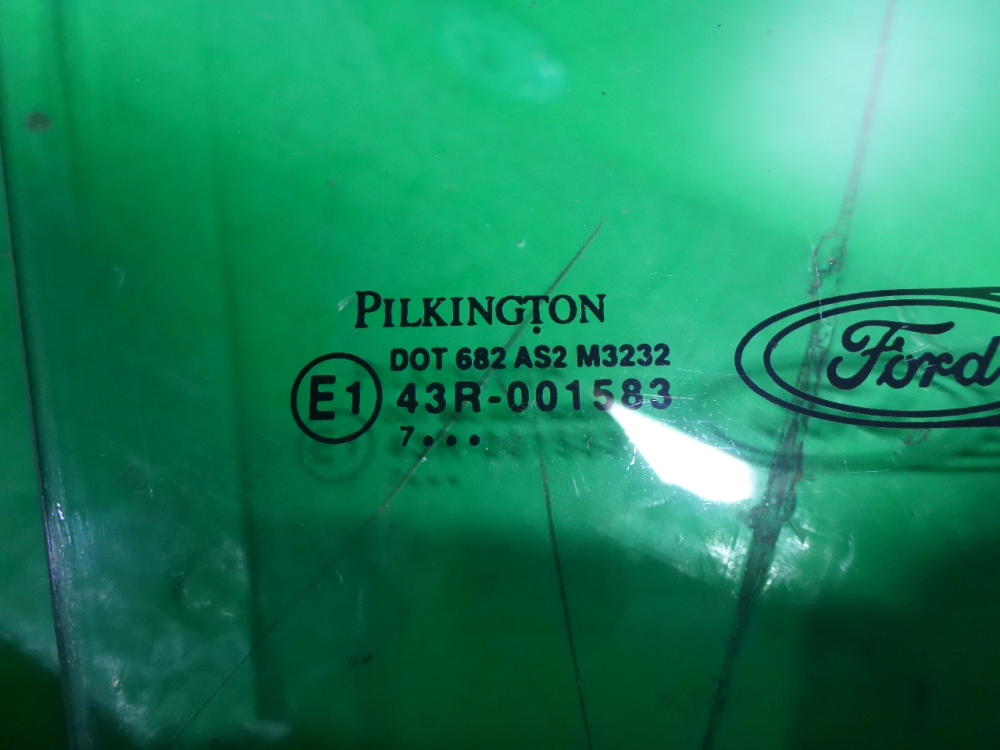 PILKINGTON
DOT 682 AS2 M3232
E1 43R-001583
7•••
Ford